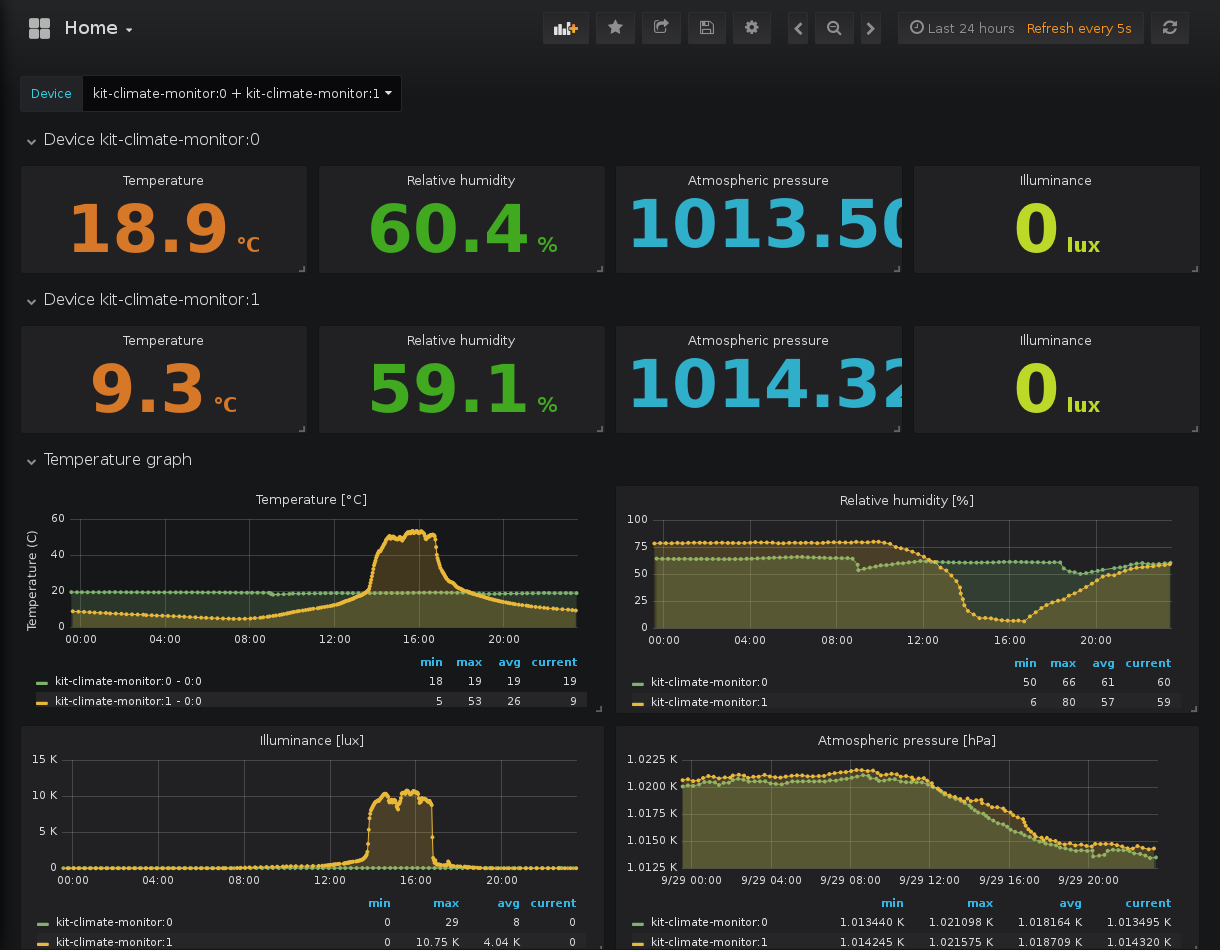 Home
Last 24 hours Refresh every 5s
Device kit-climate-monitor:0 + kit-climate-monitor:1
Device kit-climate-monitor:0
Temperature Relative humidity Atmospheric pressure Illuminance
18.9 °C 60.4 % 1013.50 0 lux
Device kit-climate-monitor:1
Temperature Relative humidity Atmospheric pressure Illuminance
9.3 °C 59.1 % 1014.32 0 lux
Temperature graph
Temperature [°C]
Temperature (C)
60
40
20
0
00:00 04:00 08:00 12:00 16:00 20:00
min max avg current
kit-climate-monitor:0 - 0:0 18 19 19 19
kit-climate-monitor:1 - 0:0 5 53 26 9
Relative humidity [%]
100
75
50
25
0
00:00 04:00 08:00 12:00 16:00 20:00
min max avg current
kit-climate-monitor:0 50 66 61 60
kit-climate-monitor:1 6 80 57 59
Illuminance [lux]
15 K
10 K
5 K
0
00:00 04:00 08:00 12:00 16:00 20:00
min max avg current
kit-climate-monitor:0 0 29 8 0
kit-climate-monitor:1 0 10.75 K 4.04 K 0
Atmospheric pressure [hPa]
1.0225 K
1.0200 K
1.0175 K
1.0150 K
1.0125 K
9/29 00:00 9/29 04:00 9/29 08:00 9/29 12:00 9/29 16:00 9/29 20:00
min max avg current
kit-climate-monitor:0 1.013440 K 1.021098 K 1.018164 K 1.013495 K
kit-climate-monitor:1 1.014245 K 1.021575 K 1.018709 K 1.014320 K